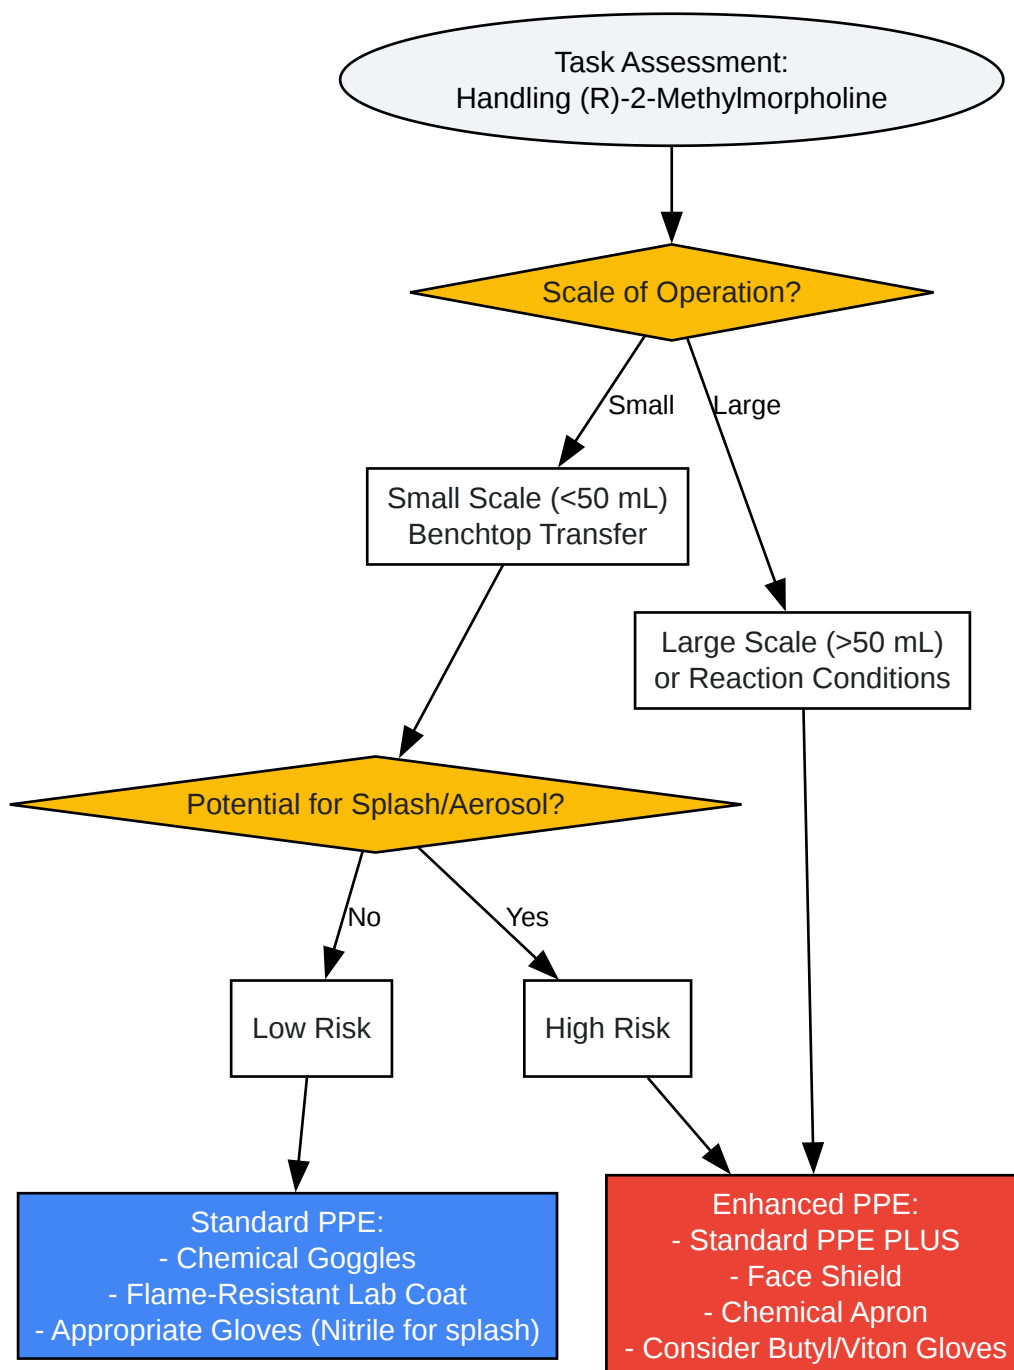 Task Assessment:
Handling (R)-2-Methylmorpholine
Scale of Operation?
Small
Large
Small Scale (<50 mL)
Benchtop Transfer
Large Scale (>50 mL)
or Reaction Conditions
Potential for Splash/Aerosol?
No
Yes
Low Risk
High Risk
Standard PPE:
- Chemical Goggles
- Flame-Resistant Lab Coat
- Appropriate Gloves (Nitrile for splash)
Enhanced PPE:
- Standard PPE PLUS
- Face Shield
- Chemical Apron
- Consider Butyl/Viton Gloves